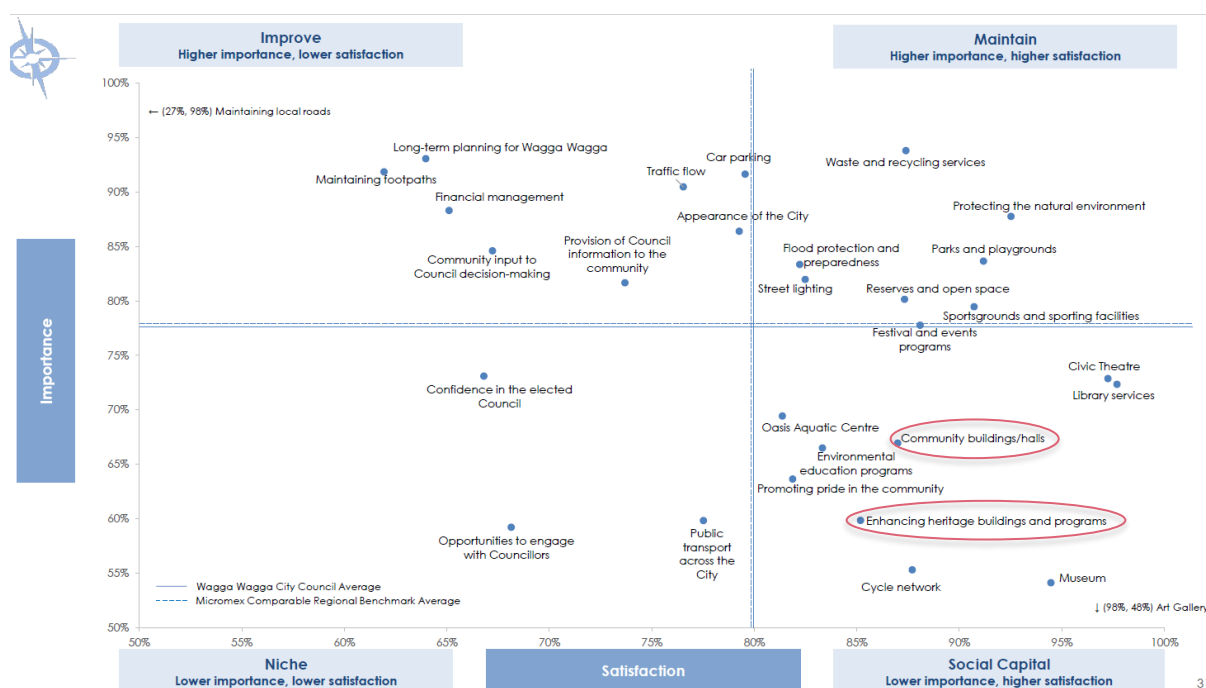 Improve
Higher importance, lower satisfaction
Maintain
Higher importance, higher satisfaction
100%
← (27%, 98%) Maintaining local roads
95%
Long-term planning for Wagga Wagga
Car parking
Waste and recycling services
Maintaining footpaths
Traffic flow
90%
Financial management
Protecting the natural environment
Appearance of the City
85%
Provision of Council
information to the
community
Community input to
Council decision-making
Flood protection and
preparedness
Parks and playgrounds
Street lighting
Reserves and open space
80%
Sportsgrounds and sporting facilities
Festival and events
programs
75%
Confidence in the elected
Council
Civic Theatre
Library services
70%
Oasis Aquatic Centre
Community buildings/halls
Environmental
education programs
65%
Promoting pride in the community
60%
Enhancing heritage buildings and programs
Opportunities to engage
with Councillors
Public
transport
across the
City
55%
Cycle network
Museum
Wagga Wagga City Council Average
Micromex Comparable Regional Benchmark Average
↓ (98%, 48%) Art Gallery
50%
50%
55%
60%
65%
70%
75%
80%
85%
90%
95%
100%
Importance
Niche
Lower importance, lower satisfaction
Satisfaction
Social Capital
Lower importance, higher satisfaction
3